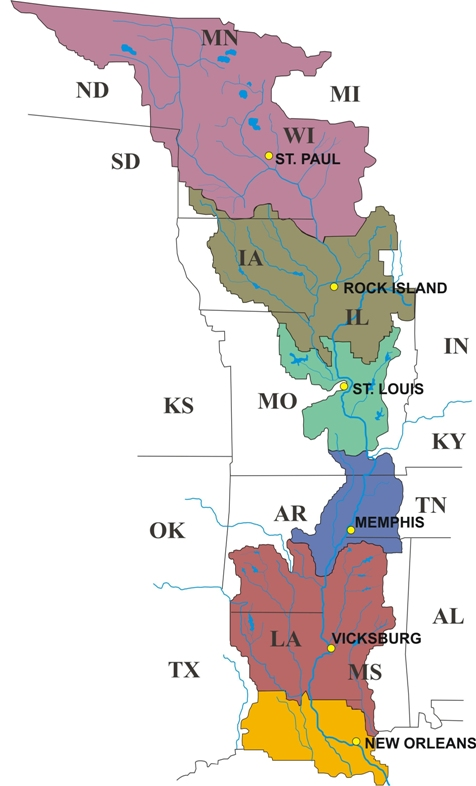 MN
ND
MI
WI
SD
ST. PAUL
IA
ROCK ISLAND
IL
IN
ST. LOUIS
MO
KS
KY
TN
AR
MEMPHIS
OK
AL
LA
VICKSBURG
TX
MS
NEW ORLEANS